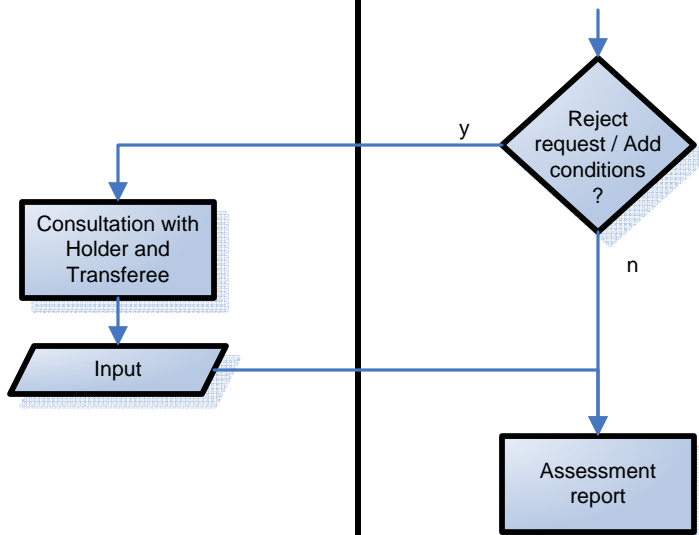 Reject
request / Add
conditions
?
y
Consultation with
Holder and
Transferee
n
Input
Assessment
report